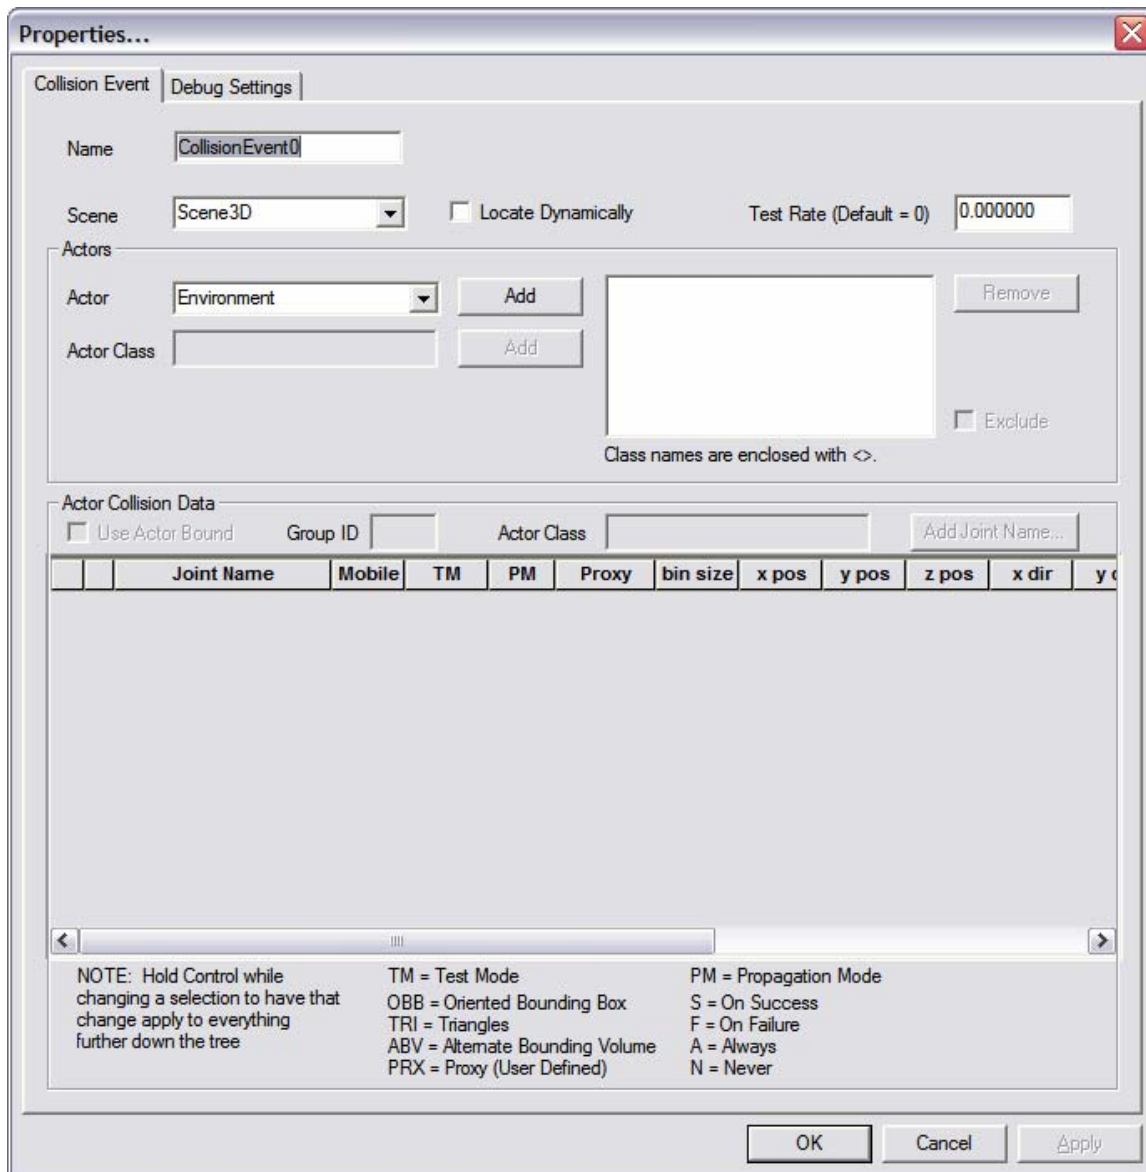 Properties...
Collision Event
Debug Settings
Name
CollisionEvent0
Scene
Scene3D
Locate Dynamically
Test Rate (Default = 0)
0.000000
Actors
Actor
Environment
Add
Remove
Actor Class
Add
Exclude
Class names are enclosed with <>.
Actor Collision Data
Use Actor Bound
Group ID
Actor Class
Add Joint Name...
Joint Name Mobile TM PM Proxy bin size x pos y pos z pos x dir y d
NOTE: Hold Control while
changing a selection to have that
change apply to everything
further down the tree
TM = Test Mode
OBB = Oriented Bounding Box
TRI = Triangles
ABV = Alternate Bounding Volume
PRX = Proxy (User Defined)
PM = Propagation Mode
S = On Success
F = On Failure
A = Always
N = Never
OK
Cancel
Apply